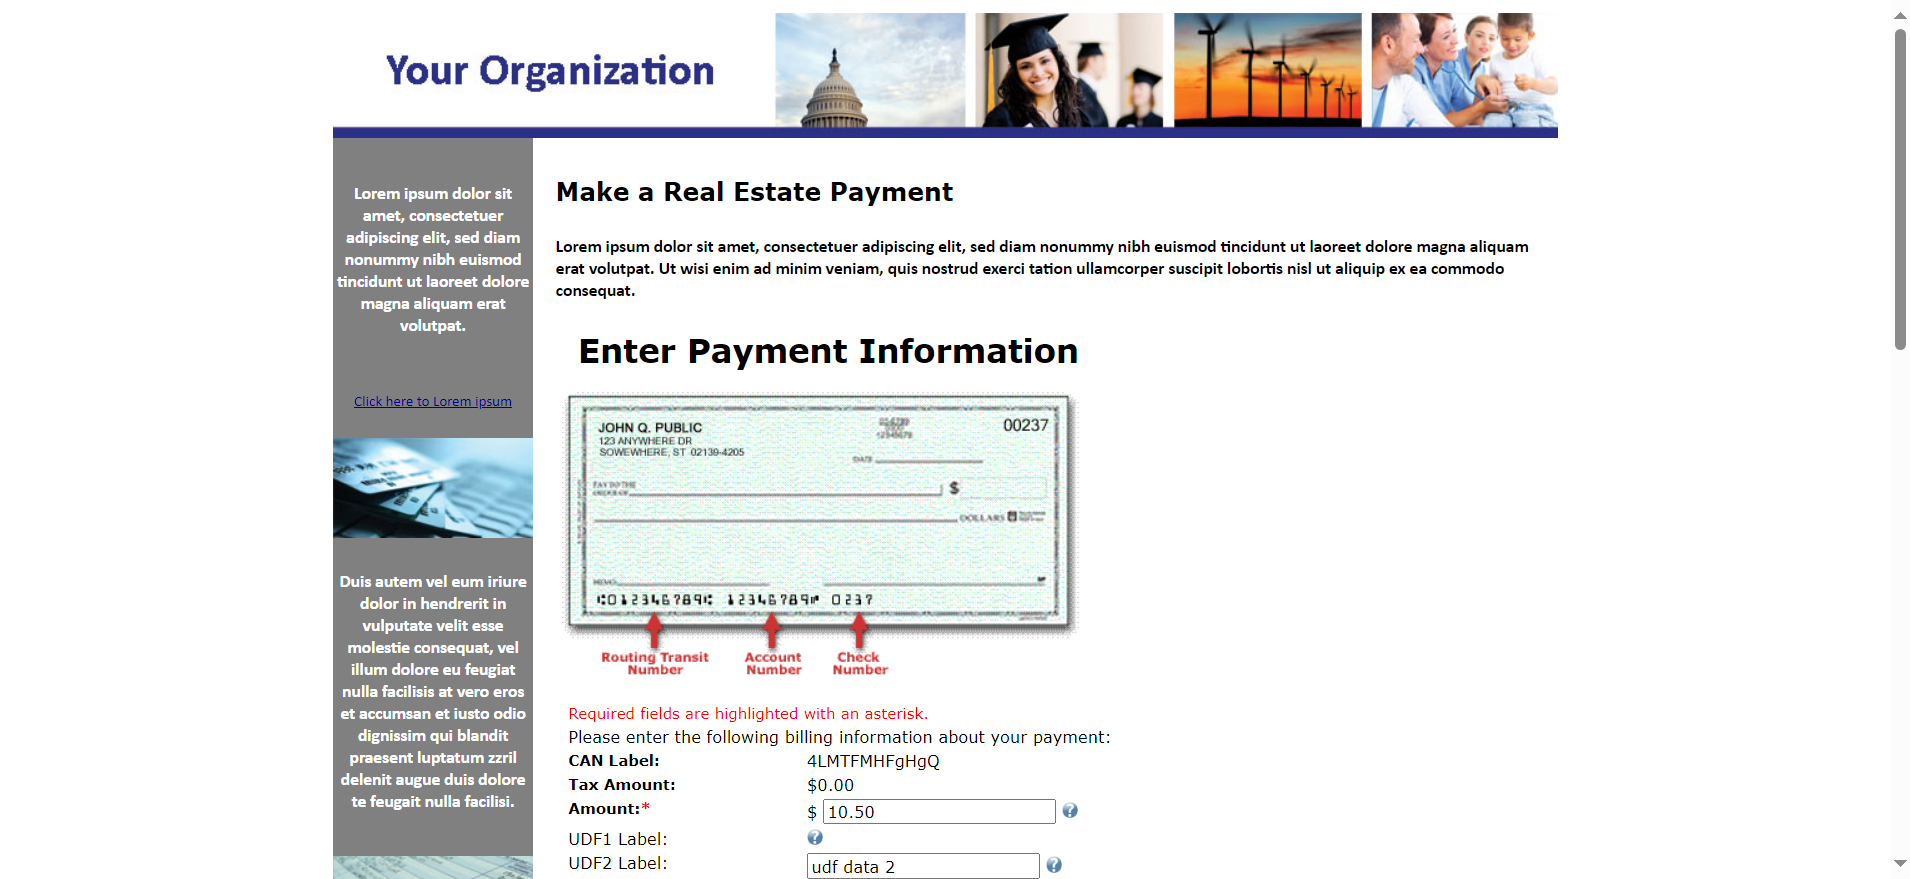 Your Organization
Lorem ipsum dolor sit
amet, consectetuer
adipiscing elit, sed diam
nonummy nibh euismod
tincidunt ut laoreet dolore
magna aliquam erat
volutpat.
Click here to Lorem ipsum
Duis autem vel eum iriure
dolor in hendrerit in
vulputate velit esse
molestie consequat, vel
illum dolore eu feugiat
nulla facilisis at vero eros
et accumsan et iusto odio
dignissim qui blandit
praesent luptatum zzril
delenit augue duis dolore
te feugait nulla facilisi.
Make a Real Estate Payment
Lorem ipsum dolor sit amet, consectetuer adipiscing elit, sed diam nonummy nibh euismod tincidunt ut laoreet dolore magna aliquam
erat volutpat. Ut wisi enim ad minim veniam, quis nostrud exerci tation ullamcorper suscipit lobortis nisl ut aliquip ex ea commodo
consequat.
Enter Payment Information
JOHN Q. PUBLIC
00237
123 ANYWHERE DR
SOWEWHERE, ST 02139-4205
DATE
PAY TO THE
ORDER OF
$
DOLLARS
MEMO
⑆012346789⑆ 12346789⑈ 0237
Routing Transit
Number
Account
Number
Check
Number
Required fields are highlighted with an asterisk.
Please enter the following billing information about your payment:
CAN Label: 4LMTFMHFgHgQ
Tax Amount: $0.00
Amount:* $ 10.50 ?
UDF1 Label: ?
UDF2 Label: udf data 2 ?